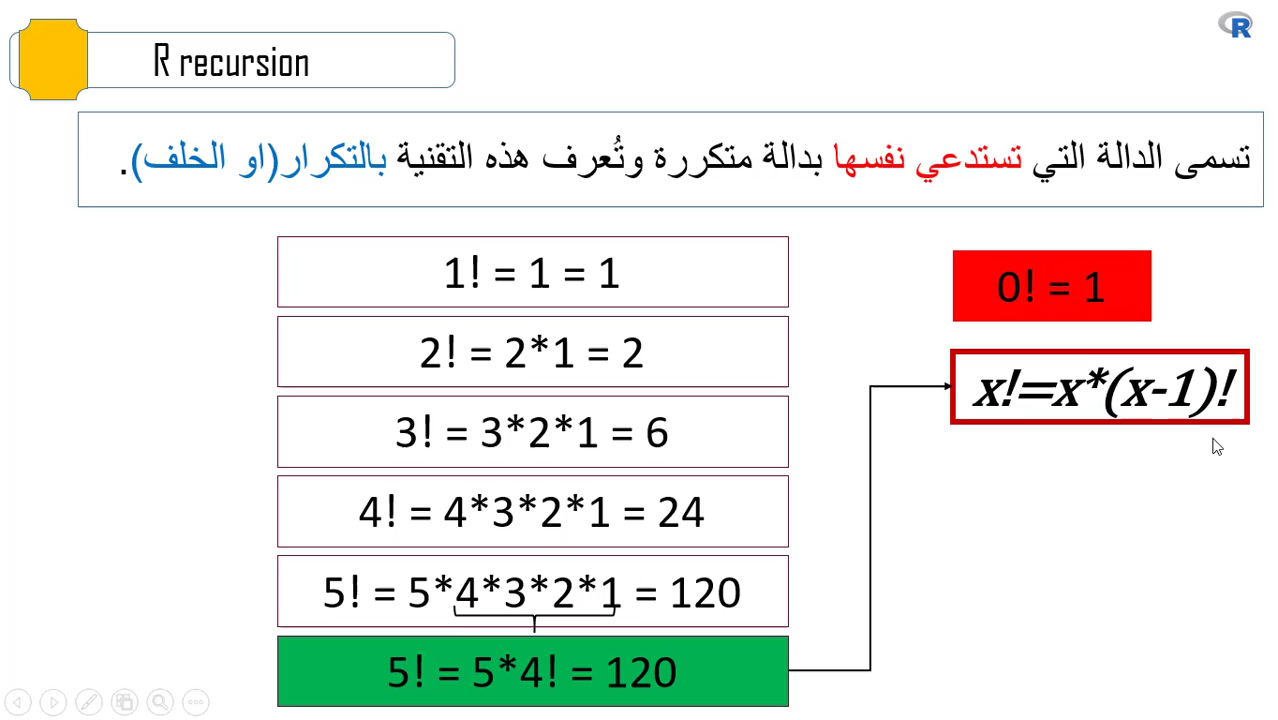 R
R recursion
تسمى الدالة التي تستدعي نفسها بدالة متكررة وتُعرف هذه التقنية بالتكرار(او الخلف).
1! = 1 = 1
2! = 2*1 = 2
3! = 3*2*1 = 6
4! = 4*3*2*1 = 24
5! = 5*4*3*2*1 = 120
5! = 5*4! = 120
0! = 1
x!=x*(x-1)!